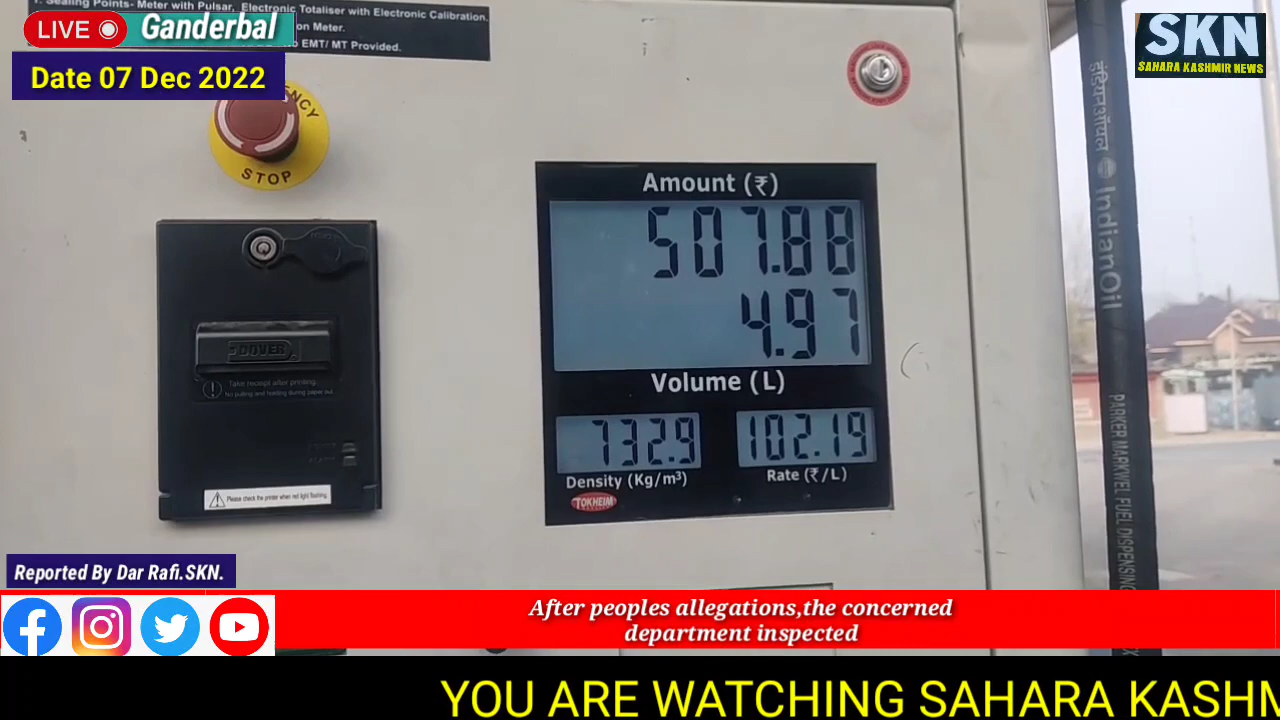 1. Sealing Points- Meter with Pulsar, Electronic Totaliser with Electronic Calibration.
on Meter.
EMT/ MT Provided.
LIVE
Ganderbal
Date 07 Dec 2022
SKN
SAHARA KASHMIR NEWS
NCY
STOP
Amount (₹)
507.88
4.97
Volume (L)
732.9
102.19
Density (Kg/m³)
Rate (₹/L)
TOKHEIM
DOVER
Take receipt after printing.
No pulling and feeding during paper out
Please check the printer when red light flashing.
इंडियनऑयल
IndianOil
PARKER MARKWEL FUEL DISPENSING
Reported By Dar Rafi.SKN.
After peoples allegations,the concerned
department inspected
YOU ARE WATCHING SAHARA KASHM